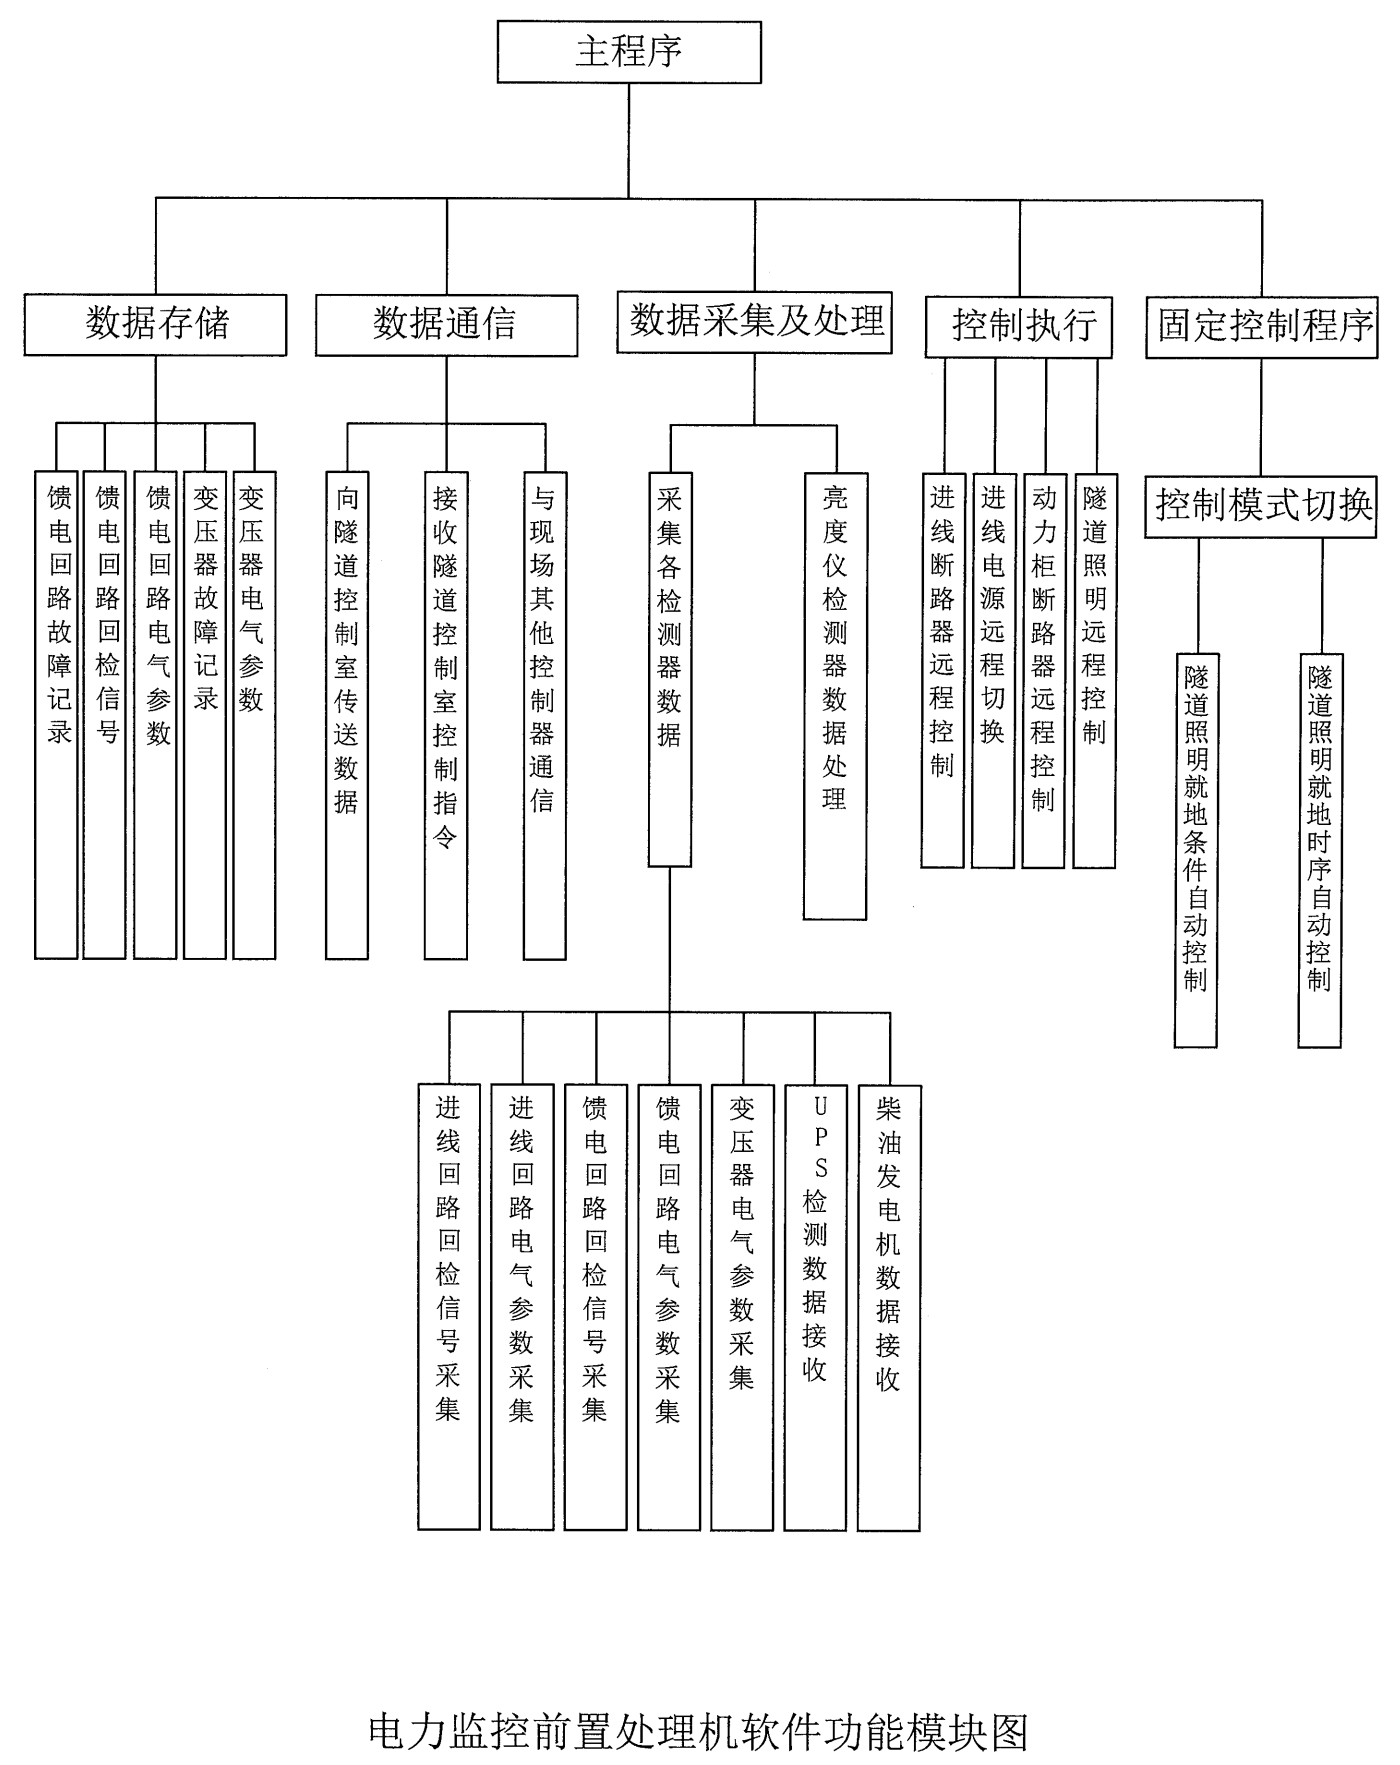 主程序
数据存储
数据通信
数据采集及处理
控制执行
固定控制程序
馈电回路故障记录
馈电回路回检信号
馈电回路电气参数
变压器故障记录
变压器电气参数
向隧道控制室传送数据
接收隧道控制室控制指令
与现场其他控制器通信
采集各检测器数据
亮度仪检测器数据处理
进线断路器远程控制
进线电源远程切换
动力柜断路器远程控制
隧道照明远程控制
控制模式切换
隧道照明就地条件自动控制
隧道照明就地时序自动控制
进线回路回检信号采集
进线回路电气参数采集
馈电回路回检信号采集
馈电回路电气参数采集
变压器电气参数采集
UPS检测数据接收
柴油发电机数据接收
电力监控前置处理机软件功能模块图